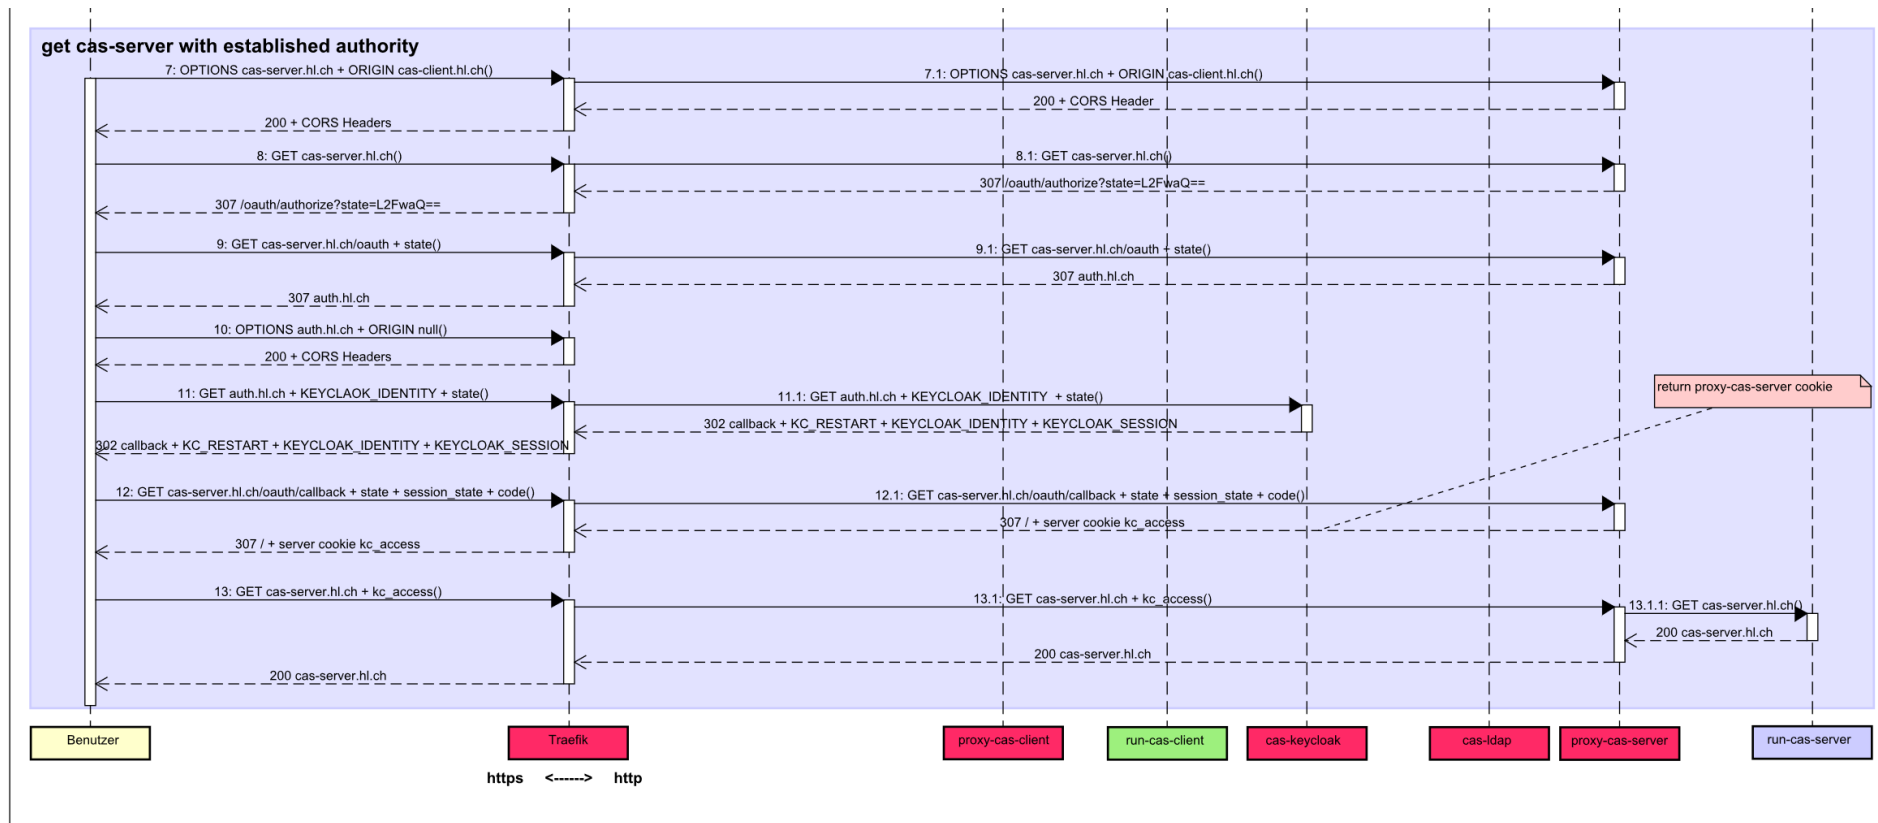 get cas-server with established authority
7: OPTIONS cas-server.hl.ch + ORIGIN cas-client.hl.ch()
7.1: OPTIONS cas-server.hl.ch + ORIGIN cas-client.hl.ch()
200 + CORS Header
200 + CORS Headers
8: GET cas-server.hl.ch()
8.1: GET cas-server.hl.ch()
307 /oauth/authorize?state=L2FwaQ==
307 /oauth/authorize?state=L2FwaQ==
9: GET cas-server.hl.ch/oauth + state()
9.1: GET cas-server.hl.ch/oauth + state()
307 auth.hl.ch
307 auth.hl.ch
10: OPTIONS auth.hl.ch + ORIGIN null()
200 + CORS Headers
return proxy-cas-server cookie
11: GET auth.hl.ch + KEYCLAOK_IDENTITY + state()
11.1: GET auth.hl.ch + KEYCLOAK_IDENTITY + state()
302 callback + KC_RESTART + KEYCLOAK_IDENTITY + KEYCLOAK_SESSION
302 callback + KC_RESTART + KEYCLOAK_IDENTITY + KEYCLOAK_SESSION
12: GET cas-server.hl.ch/oauth/callback + state + session_state + code()
12.1: GET cas-server.hl.ch/oauth/callback + state + session_state + code()
307 / + server cookie kc_access
307 / + server cookie kc_access
13: GET cas-server.hl.ch + kc_access()
13.1: GET cas-server.hl.ch + kc_access()
13.1.1: GET cas-server.hl.ch()
200 cas-server.hl.ch
200 cas-server.hl.ch
200 cas-server.hl.ch
Benutzer
Traefik
proxy-cas-client
run-cas-client
cas-keycloak
cas-ldap
proxy-cas-server
run-cas-server
https <------> http